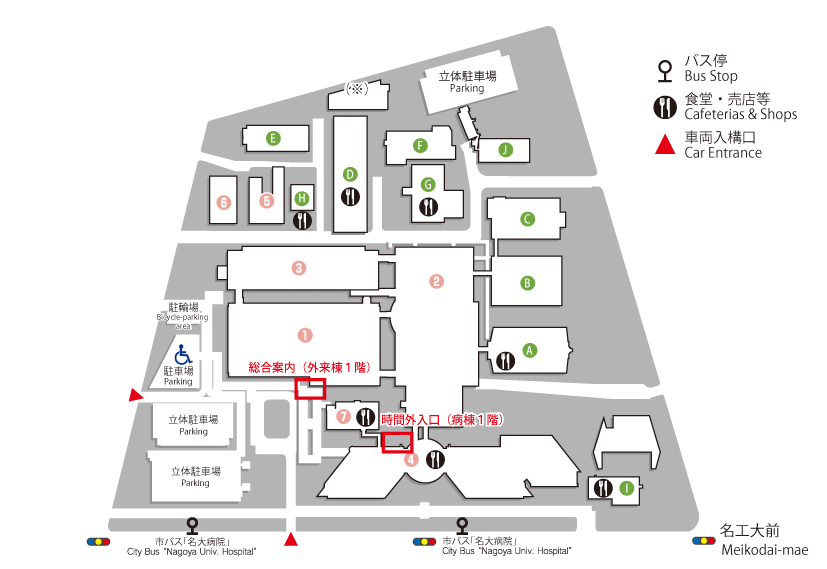 バス停
Bus Stop
食堂・売店等
Cafeterias & Shops
車両入構口
Car Entrance
立体駐車場
Parking
(※)
E
F
J
D
G
6
5
H
C
3
2
B
1
A
駐輪場
Bicycle-parking
area
駐車場
Parking
総合案内（外来棟１階）
7
時間外入口（病棟１階）
立体駐車場
Parking
4
立体駐車場
Parking
I
市バス「名大病院」
City Bus "Nagoya Univ. Hospital"
市バス「名大病院」
City Bus "Nagoya Univ. Hospital"
名工大前
Meikodai-mae